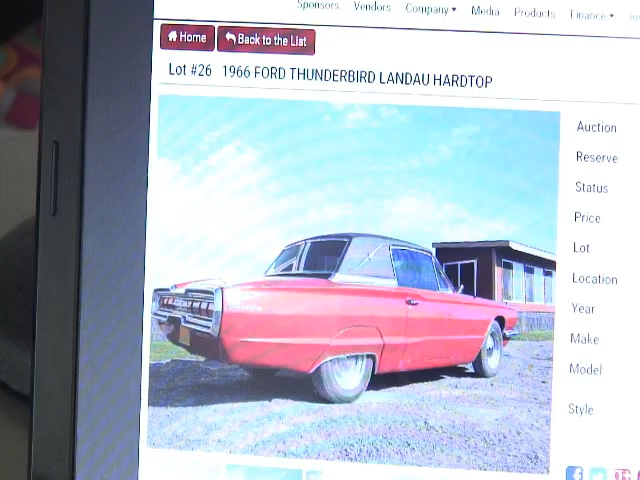 Sponsors Vendors Company Media Products Finance
Home Back to the List
Lot #26 1966 FORD THUNDERBIRD LANDAU HARDTOP
Auction
Reserve
Status
Price
Lot
Location
Year
Make
Model
Style